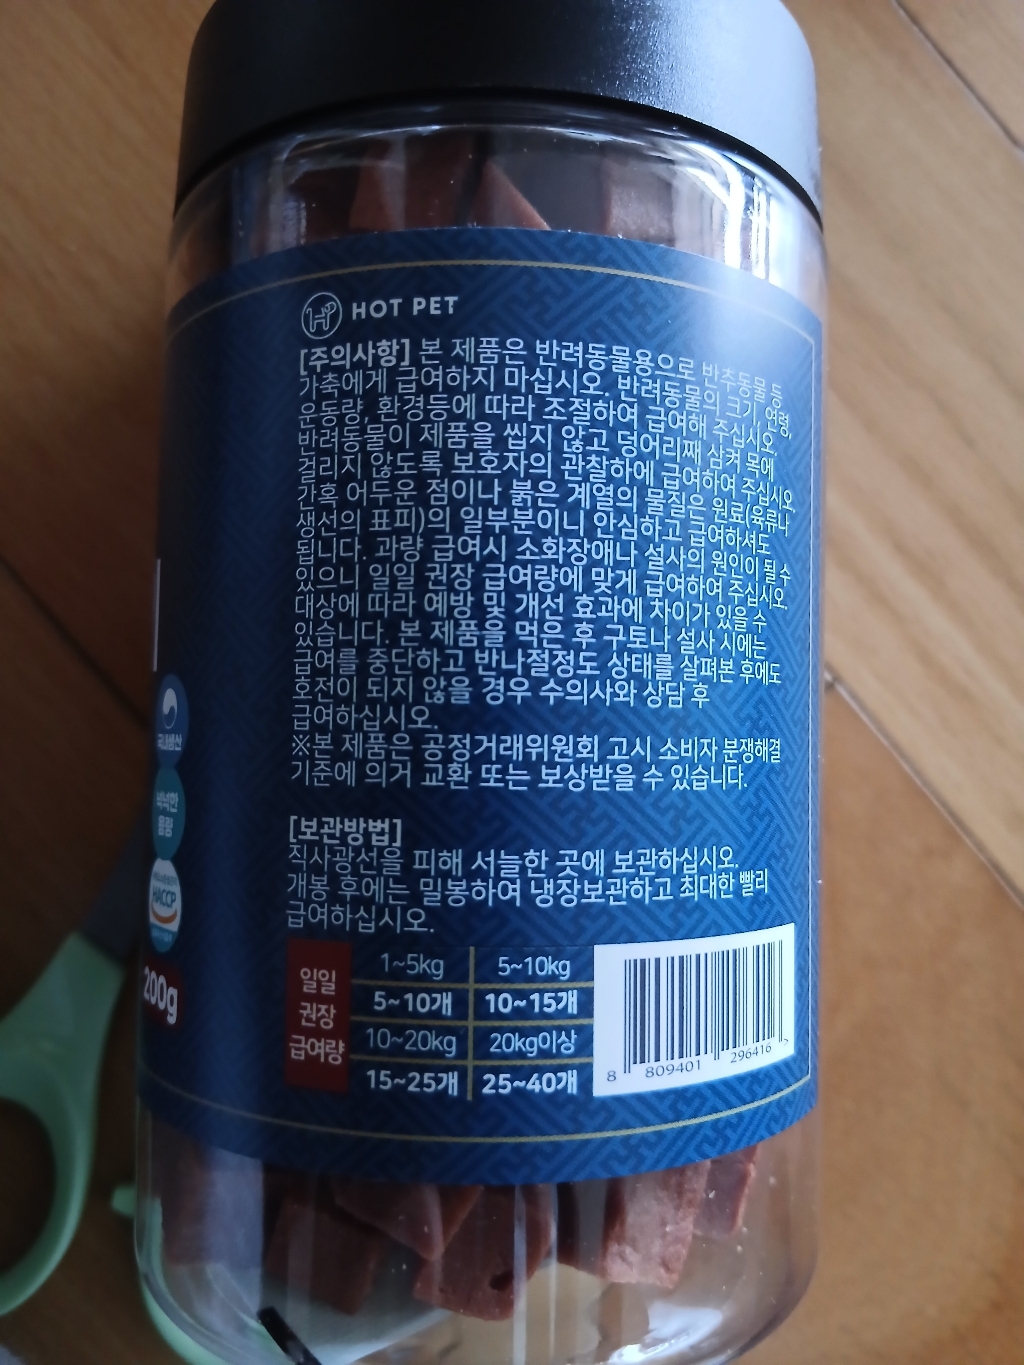 HOT PET
[주의사항] 본 제품은 반려동물용으로 반추동물 등
가축에게 급여하지 마십시오. 반려동물의 크기, 연령,
운동량, 환경등에 따라 조절하여 급여해 주십시오.
반려동물이 제품을 씹지 않고 덩어리째 삼켜 목에
걸리지 않도록 보호자의 관찰하에 급여하여 주십시오.
간혹 어두운 점이나 붉은 계열의 물질은 원료(육류나
생선의 표피)의 일부분이니 안심하고 급여하셔도
됩니다. 과량 급여시 소화장애나 설사의 원인이 될 수
있으니 일일 권장 급여량에 맞게 급여하여 주십시오.
대상에 따라 예방 및 개선 효과에 차이가 있을 수
있습니다. 본 제품을 먹은 후 구토나 설사 시에는
급여를 중단하고 반나절정도 상태를 살펴본 후에도
호전이 되지 않을 경우 수의사와 상담 후
급여하십시오.
※본 제품은 공정거래위원회 고시 소비자 분쟁해결
기준에 의거 교환 또는 보상받을 수 있습니다.
[보관방법]
직사광선을 피해 서늘한 곳에 보관하십시오.
개봉 후에는 밀봉하여 냉장보관하고 최대한 빨리
급여하십시오.
일일
권장
급여량
1~5kg 5~10kg
5~10개 10~15개
10~20kg 20kg이상
15~25개 25~40개
8 809401 296416 >
국내생산
넉넉한
용량
HACCP
200g